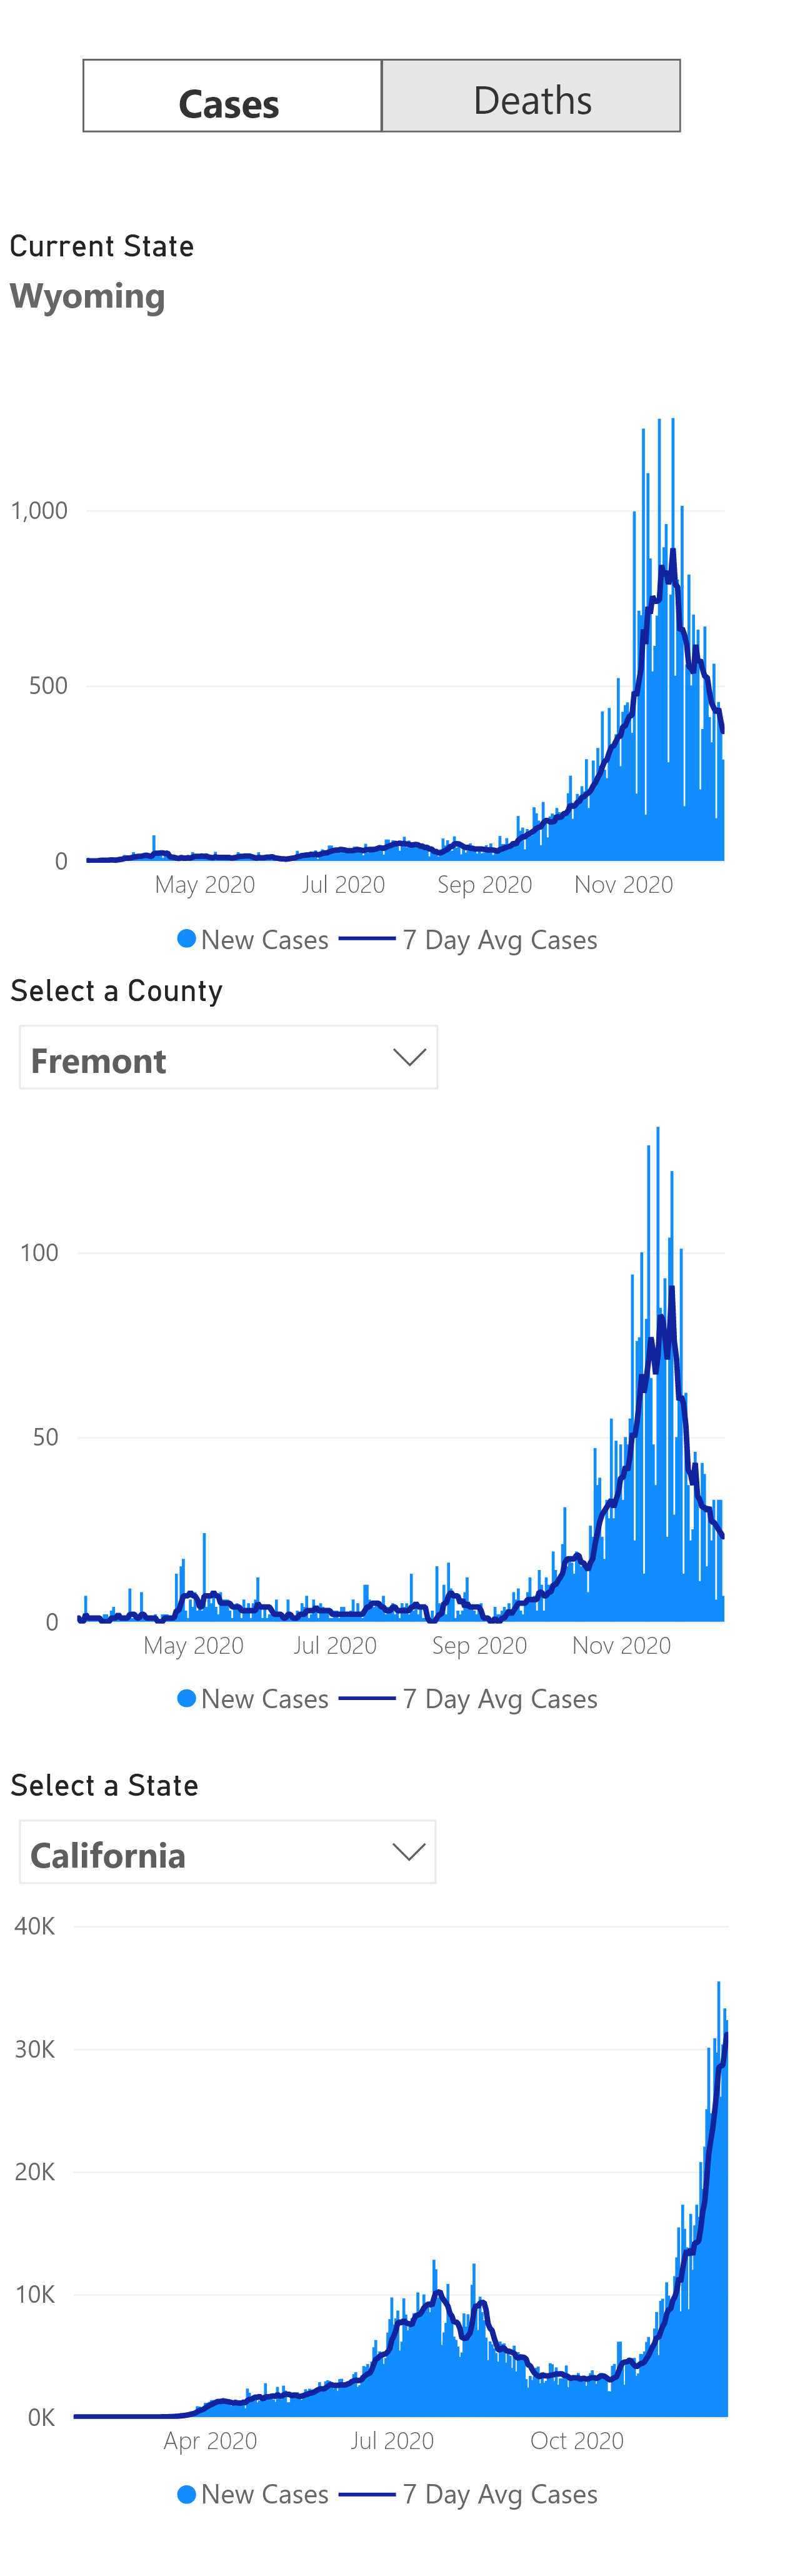 Cases Deaths
Current State
Wyoming
1,000
500
0
May 2020 Jul 2020 Sep 2020 Nov 2020
New Cases 7 Day Avg Cases
Select a County
Fremont
100
50
0
May 2020 Jul 2020 Sep 2020 Nov 2020
New Cases 7 Day Avg Cases
Select a State
California
40K
30K
20K
10K
0K
Apr 2020 Jul 2020 Oct 2020
New Cases 7 Day Avg Cases